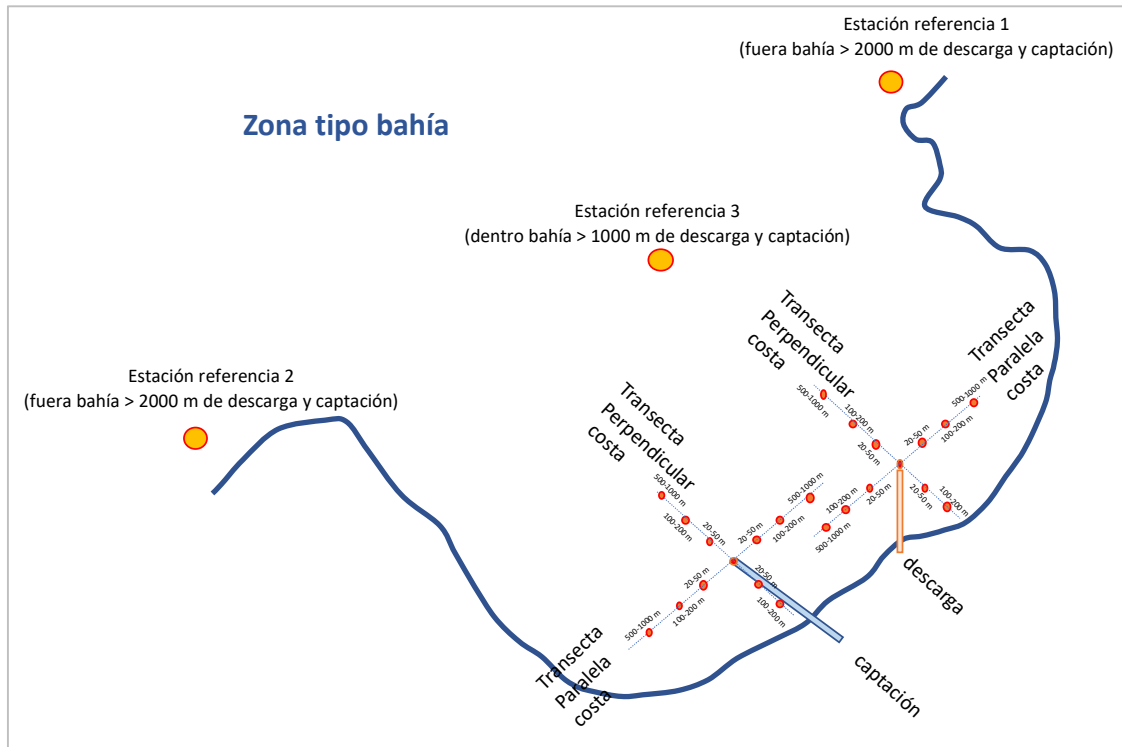 Estación referencia 1
(fuera bahía > 2000 m de descarga y captación)
Zona tipo bahía
Estación referencia 3
(dentro bahía > 1000 m de descarga y captación)
Estación referencia 2
(fuera bahía > 2000 m de descarga y captación)
Transecta
Perpendicular
costa
Transecta
Paralela
costa
500-1000 m
100-200 m
20-50 m
500-1000 m
20-50 m
100-200 m
100-200 m
20-50 m
500-1000 m
20-50 m
100-200 m
descarga
Transecta
Perpendicular
costa
500-1000 m
100-200 m
20-50 m
500-1000 m
20-50 m
100-200 m
20-50 m
500-1000 m
100-200 m
20-50 m
100-200 m
Transecta
Paralela
costa
captación